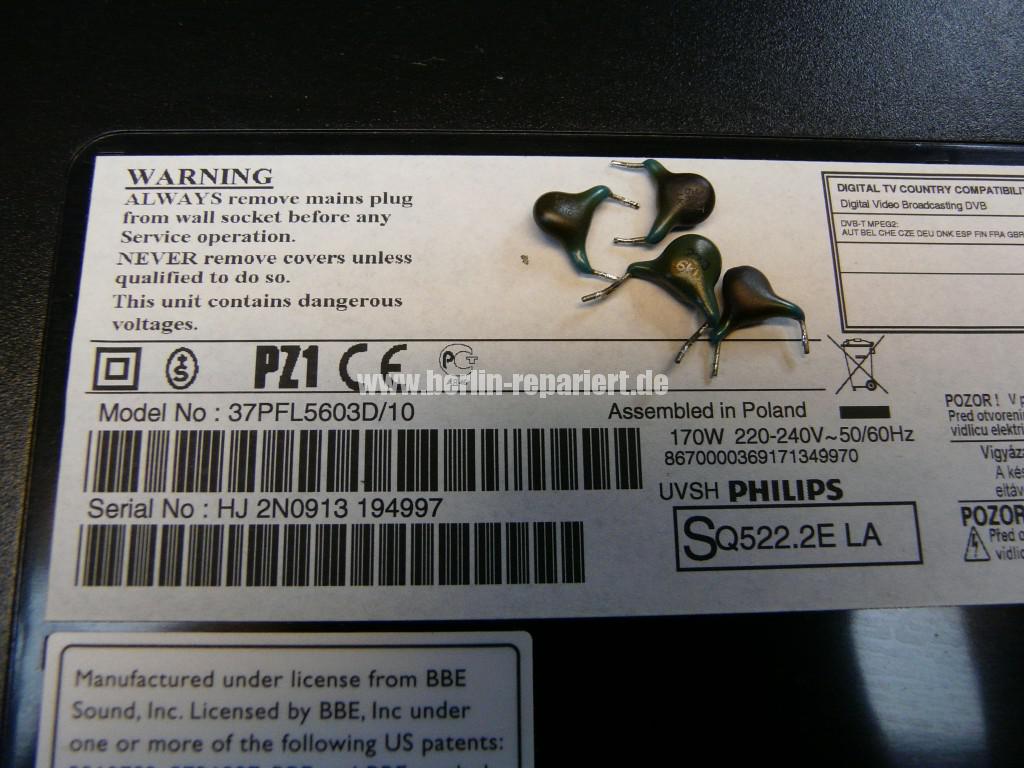 WARNING
ALWAYS remove mains plug
from wall socket before any
Service operation.
NEVER remove covers unless
qualified to do so.
This unit contains dangerous
voltages.
DIGITAL TV COUNTRY COMPATIBILIT
Digital Video Broadcasting DVB
DVB-T MPEG2:
AUT BEL CHE CZE DEU DNK ESP FIN FRA GBR
PZ1 CE
www.berlin-repariert.de
Model No : 37PFL5603D/10
Assembled in Poland
170W 220-240V~50/60Hz
8670000369171349970
Serial No : HJ 2N0913 194997
UVSH PHILIPS
SQ522.2E LA
POZOR! V p
Před otvoren
vidlicu elektri
Vigyáza
A kés
eltáv
POZOR
Před o
vidlic
Manufactured under license from BBE
Sound, Inc. Licensed by BBE, Inc under
one or more of the following US patents: